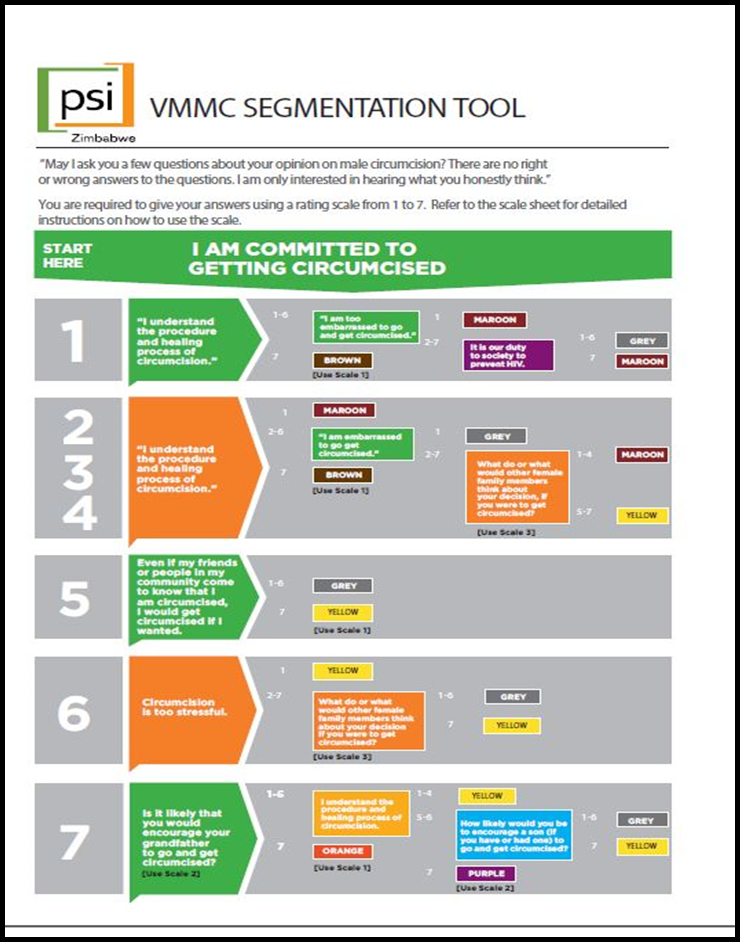 psi
Zimbabwe
VMMC SEGMENTATION TOOL
"May I ask you a few questions about your opinion on male circumcision? There are no right
or wrong answers to the questions. I am only interested in hearing what you honestly think."
You are required to give your answers using a rating scale from 1 to 7. Refer to the scale sheet for detailed
instructions on how to use the scale.
START
HERE
I AM COMMITTED TO
GETTING CIRCUMCISED
1
"I understand
the procedure
and healing
process of
circumcision."
1-6
"I am too
embarrassed to go
and get circumcised."
7
BROWN
[Use Scale 1]
1
MAROON
2-7
It is our duty
to society to
prevent HIV.
1-6
GREY
7
MAROON
2
3
4
"I understand
the procedure
and healing
process of
circumcision."
1
MAROON
2-6
"I am embarrassed
to go get
circumcised."
7
BROWN
[Use Scale 1]
1
GREY
2-7
What do or what
would other female
family members
think about
your decision, if
you were to get
circumcised?
[Use Scale 3]
1-4
MAROON
5-7
YELLOW
5
Even if my friends
or people in my
community come
to know that I
am circumcised,
I would get
circumcised if I
wanted.
1-6
GREY
7
YELLOW
[Use Scale 1]
6
Circumcision
is too stressful.
1
YELLOW
2-7
What do or what
would other female
family members think
about your decision
if you were to get
circumcised?
[Use Scale 3]
1-6
GREY
7
YELLOW
7
Is it likely that
you would
encourage your
grandfather
to go and get
circumcised?
[Use Scale 2]
1-6
I understand the
procedure and
healing process of
circumcision.
7
ORANGE
[Use Scale 1]
1-4
YELLOW
5-6
How likely would you be
to encourage a son (if
you have or had one) to
go and get circumcised?
7
PURPLE
[Use Scale 2]
1-6
GREY
7
YELLOW